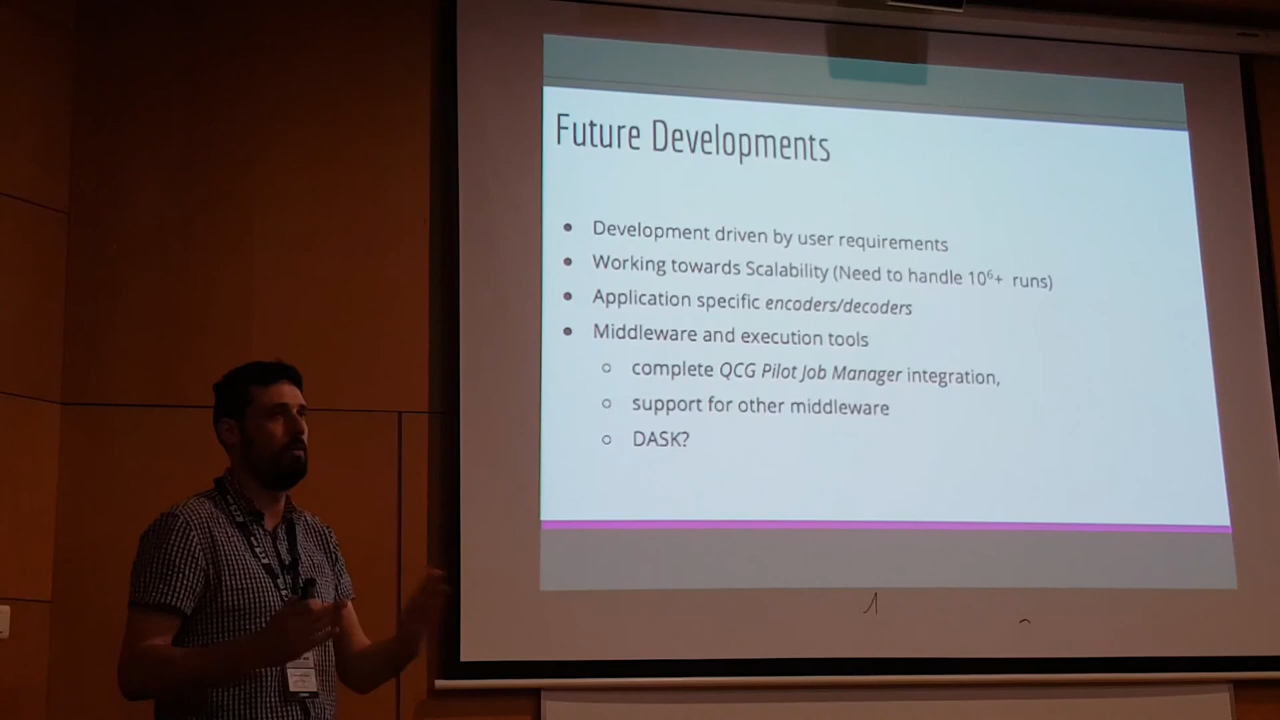 Future Developments
Development driven by user requirements
Working towards Scalability (Need to handle 10⁶+ runs)
Application specific encoders/decoders
Middleware and execution tools
complete QCG Pilot Job Manager integration,
support for other middleware
DASK?